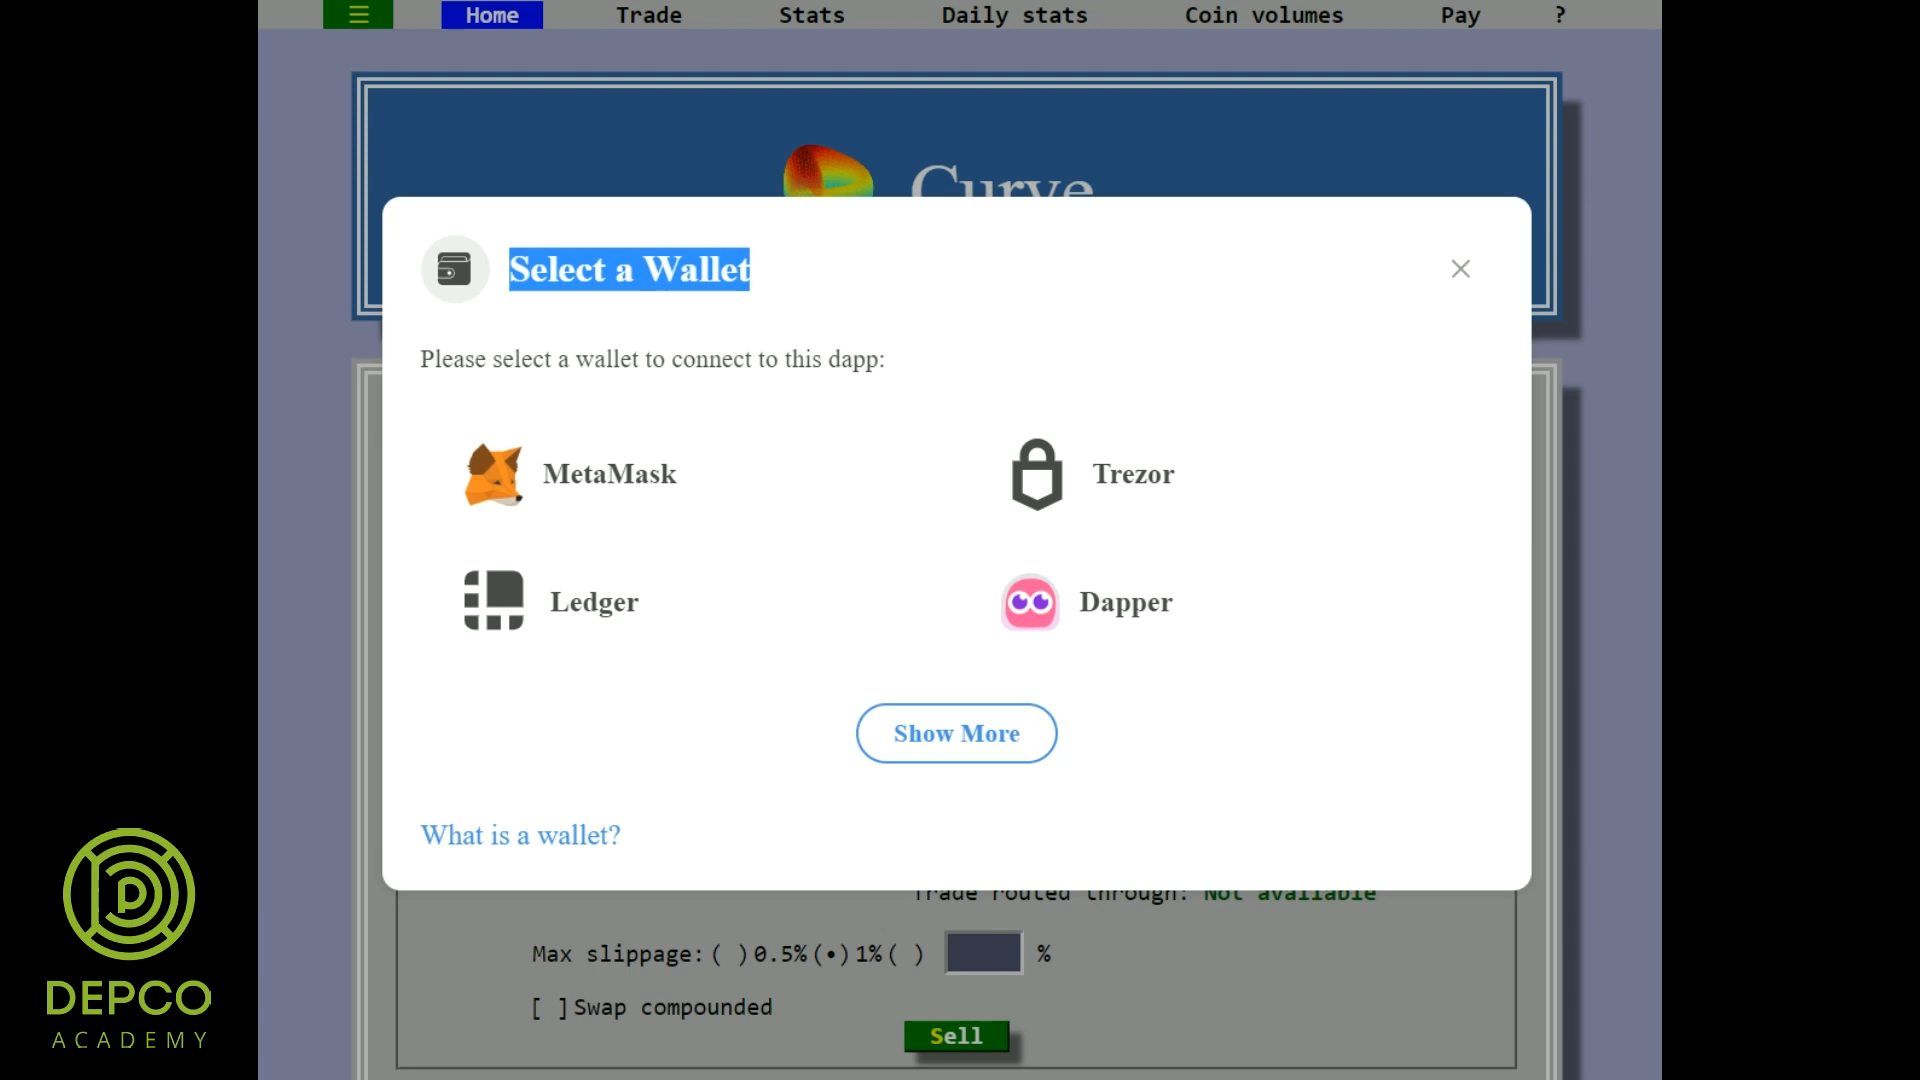 ☰ Home Trade Stats Daily stats Coin volumes Pay ?
Curve
Select a Wallet
Please select a wallet to connect to this dapp:
MetaMask Trezor
Ledger Dapper
Show More
What is a wallet?
Trade routed through: Not available
Max slippage:( )0.5%(•)1%( ) %
[ ]Swap compounded
Sell
DEPCO
ACADEMY